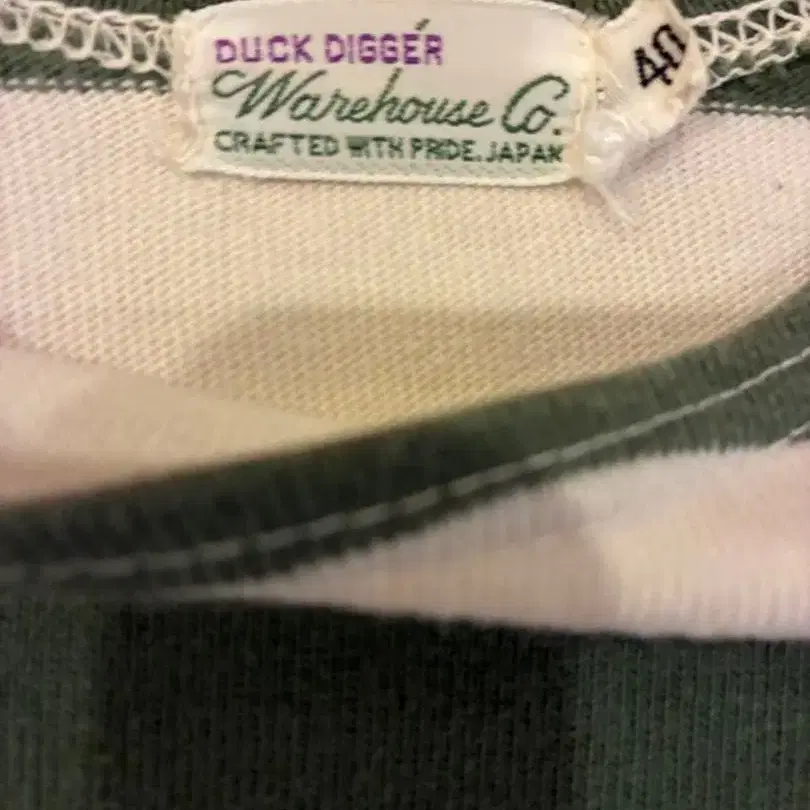 DUCK DIGGER
Warehouse Co.
CRAFTED WITH PRIDE. JAPAN
40